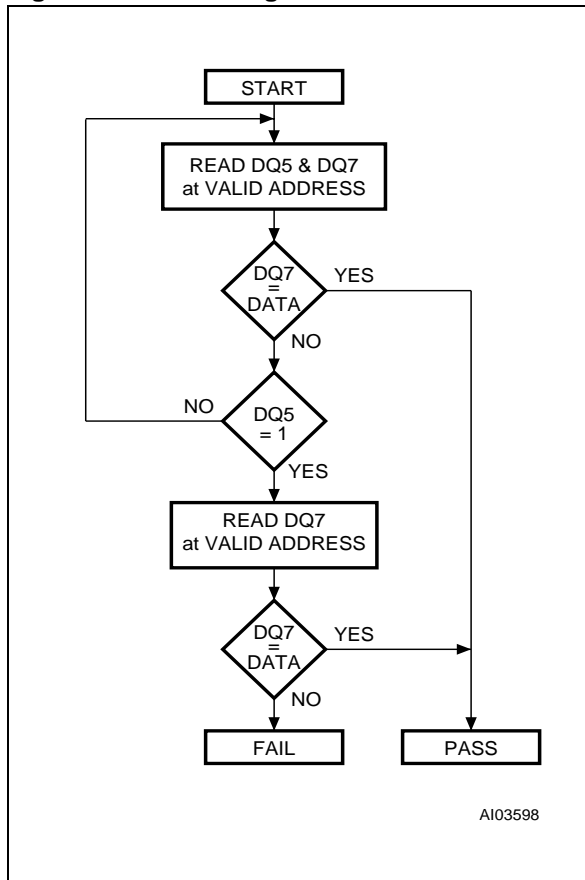 START
READ DQ5 & DQ7
at VALID ADDRESS
DQ7
=
DATA
YES
NO
DQ5
= 1
NO
YES
READ DQ7
at VALID ADDRESS
DQ7
=
DATA
YES
NO
FAIL
PASS
AI03598